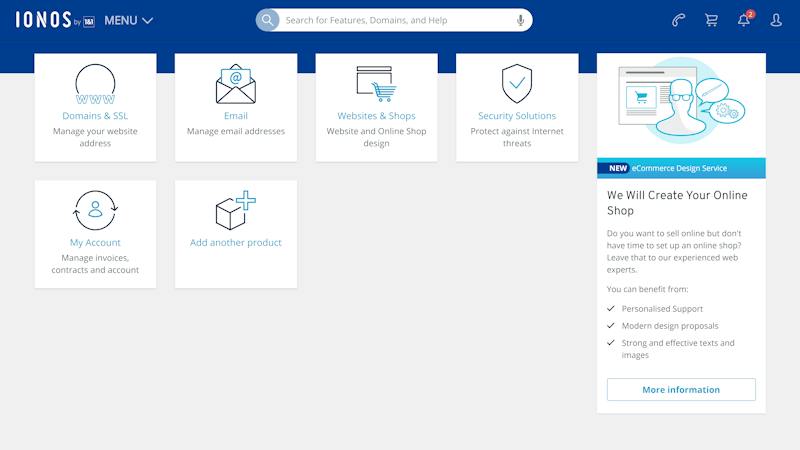 IONOS by 1&1 MENU
Search for Features, Domains, and Help
2
www
Domains & SSL
Manage your website
address
@
Email
Manage email addresses
Websites & Shops
Website and Online Shop
design
Security Solutions
Protect against Internet
threats
My Account
Manage invoices,
contracts and account
Add another product
NEW eCommerce Design Service
We Will Create Your Online
Shop
Do you want to sell online but don't
have time to set up an online shop?
Leave that to our experienced web
experts.
You can benefit from:
Personalised Support
Modern design proposals
Strong and effective texts and
images
More information